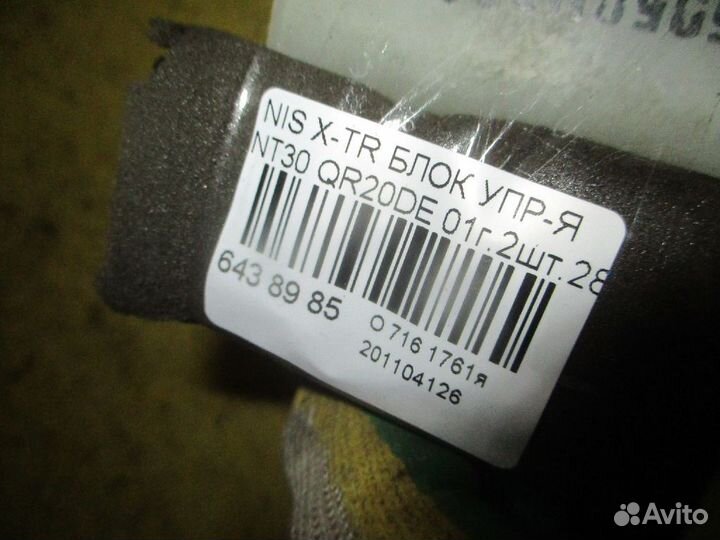 NIS X-TR БЛОК УПР-Я
NT30 QR20DE 01г.2шт.28
643 89 85
О 716 1761я
201104126
Avito